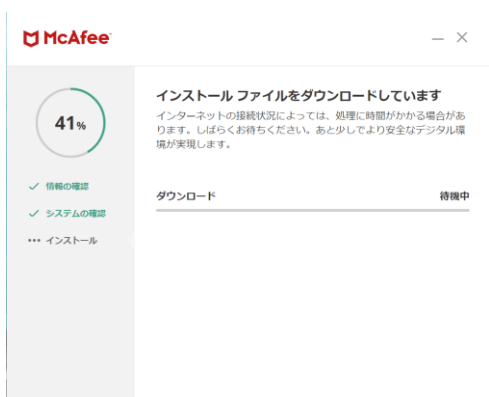 McAfee
41%
情報の確認
システムの確認
インストール
インストール ファイルをダウンロードしています
インターネットの接続状況によっては、処理に時間がかかる場合があ
ります。しばらくお待ちください。あと少しでより安全なデジタル環
境が実現します。
ダウンロード 待機中